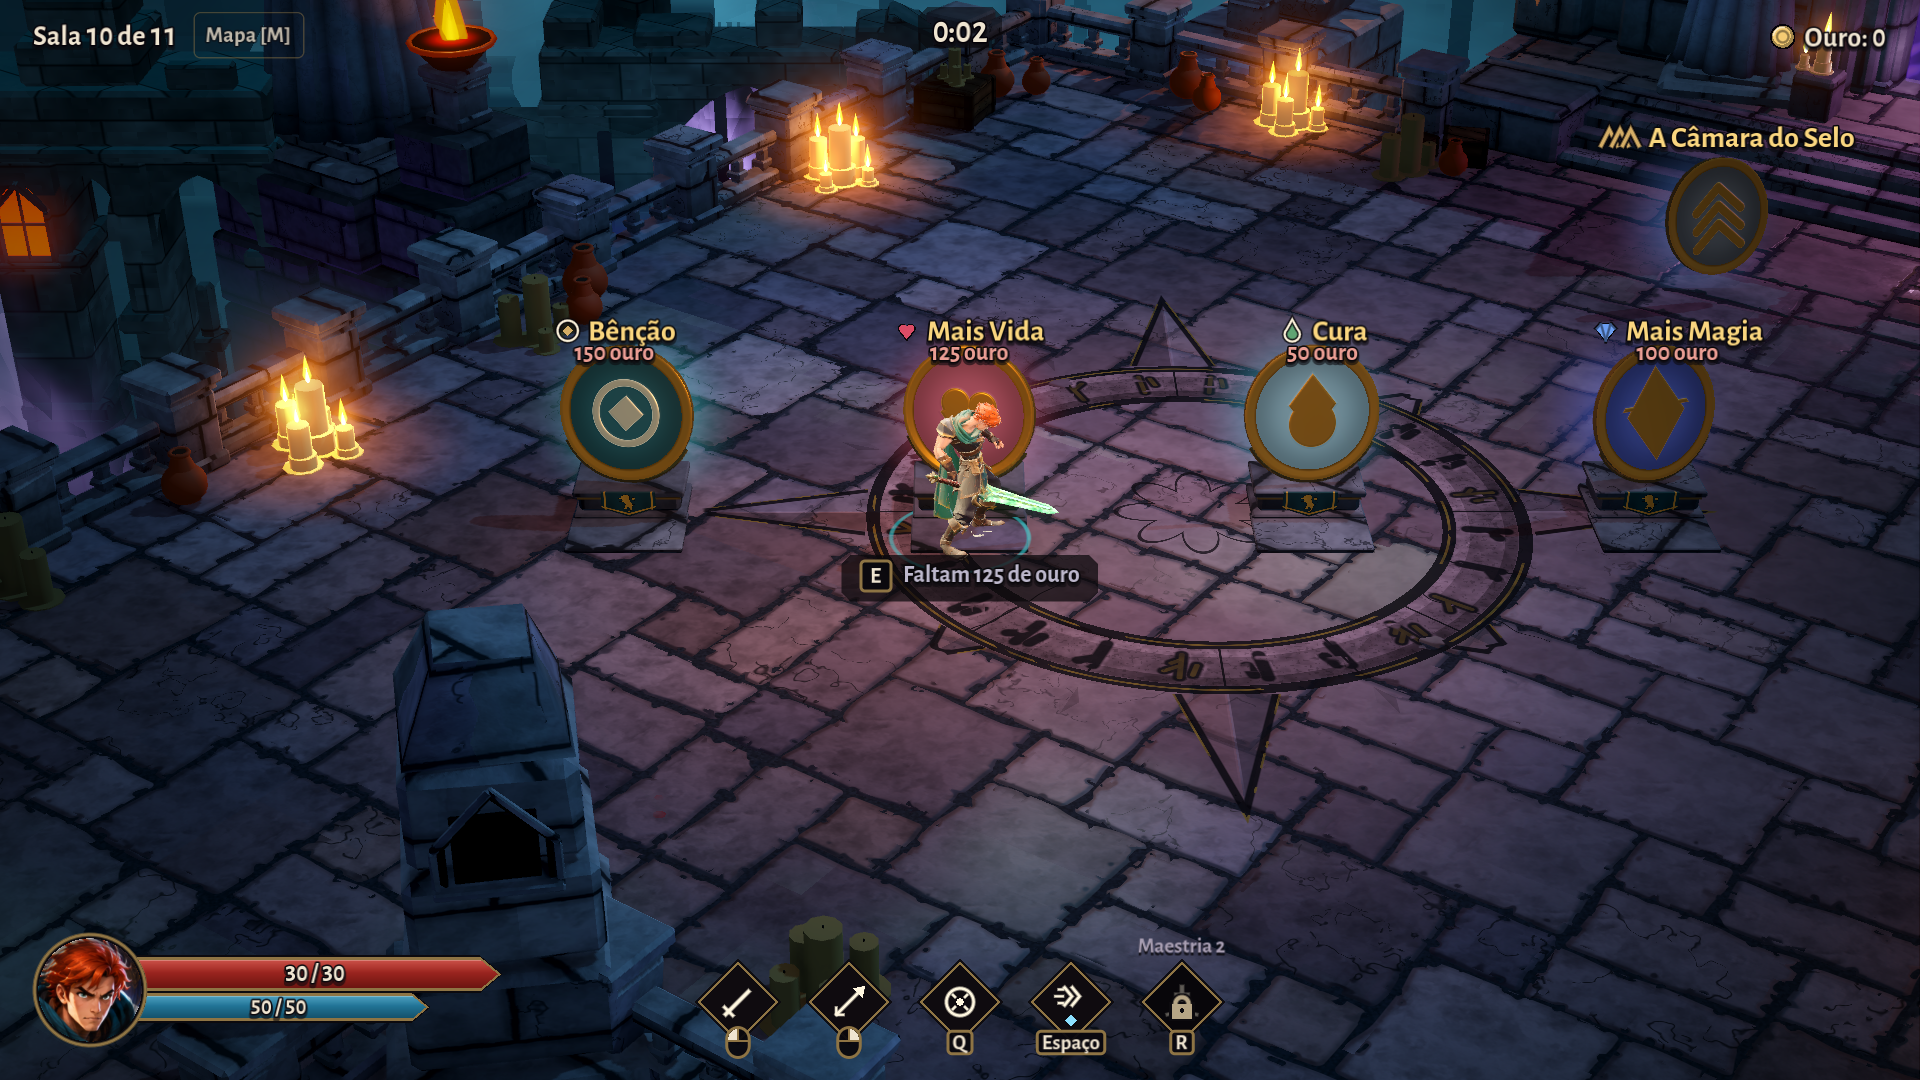 Sala 10 de 11
Mapa [M]
0:02
Ouro: 0
A Câmara do Selo
Bênção
150 ouro
Mais Vida
125 ouro
Cura
50 ouro
Mais Magia
100 ouro
E Faltam 125 de ouro
Maestria 2
30/30
50/50
Q
Espaço
R